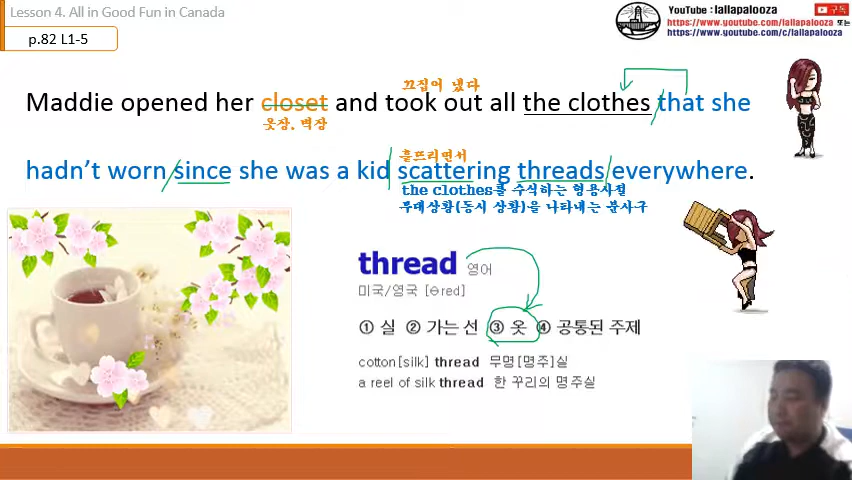 Lesson 4. All in Good Fun in Canada
YouTube : lallapalooza
구독
https://www.youtube.com/lallapalooza 또는
https://www.youtube.com/c/lallapalooza
p.82 L1-5
끄집어 냈다
Maddie opened her closet and took out all the clothes that she
옷장, 벽장
흩뜨리면서
hadn't worn since she was a kid scattering threads everywhere.
the clothes를 수식하는 형용사절
부대상황(동시 상황)을 나타내는 분사구
thread 영어
미국/영국 [θred]
① 실 ② 가는 선 ③ 옷 ④ 공통된 주제
cotton[silk] thread 무명[명주]실
a reel of silk thread 한 꾸리의 명주실